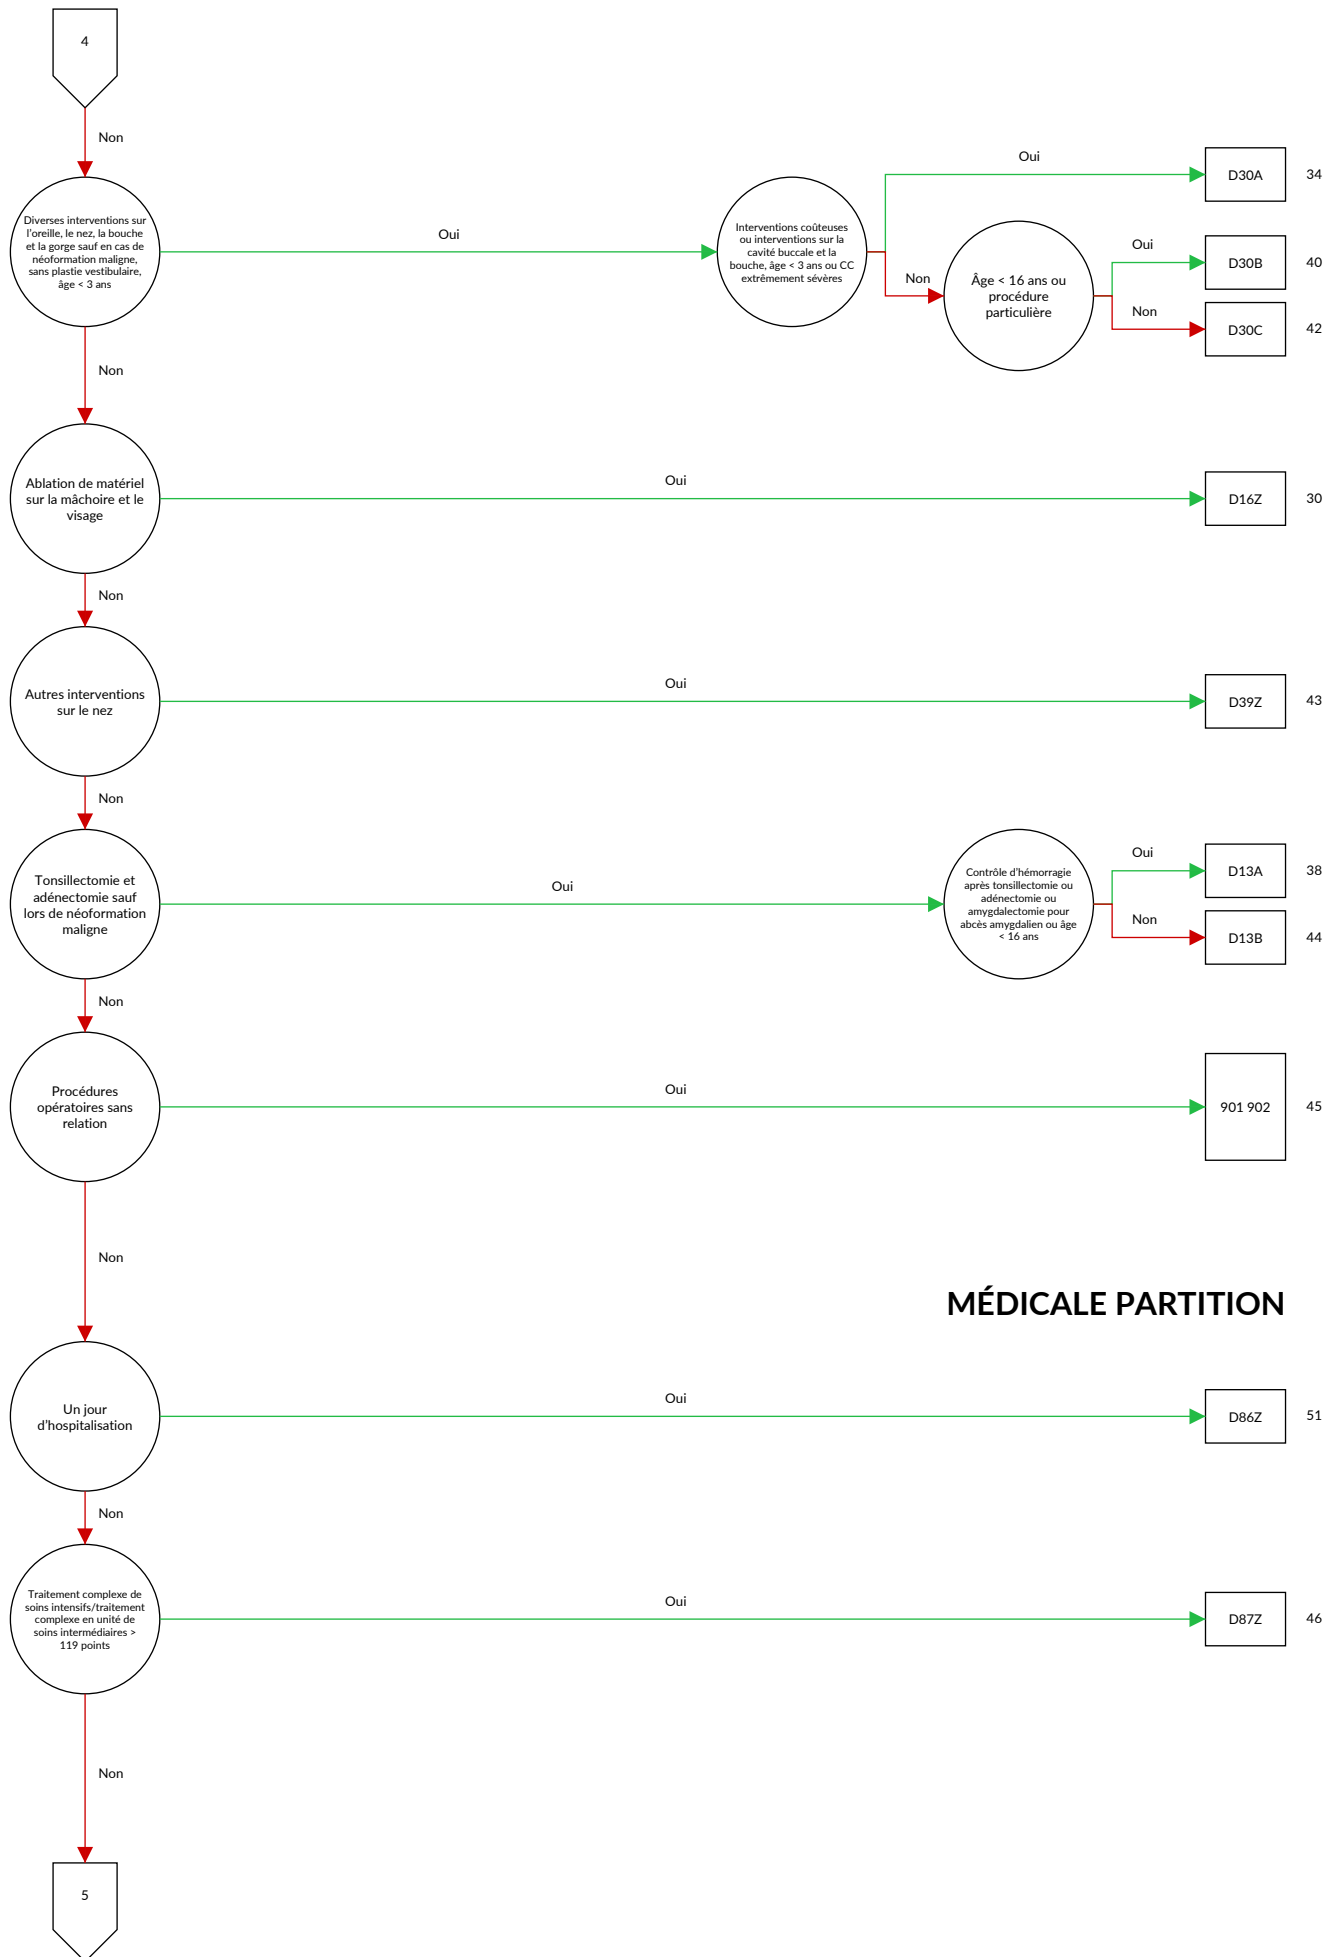 4
Non
Diverses interventions sur
l'oreille, le nez, la bouche
et la gorge sauf en cas de
néoformation maligne,
sans plastie vestibulaire,
âge < 3 ans
Oui
Interventions coûteuses
ou interventions sur la
cavité buccale et la
bouche, âge < 3 ans ou CC
extrêmement sévères
Oui
D30A
34
Non
Âge < 16 ans ou
procédure
particulière
Oui
D30B
40
Non
D30C
42
Non
Ablation de matériel
sur la mâchoire et le
visage
Oui
D16Z
30
Non
Autres interventions
sur le nez
Oui
D39Z
43
Non
Tonsillectomie et
adénectomie sauf
lors de néoformation
maligne
Oui
Contrôle d'hémorragie
après tonsillectomie ou
adénectomie ou
amygdalectomie pour
abcès amygdalien ou âge
< 16 ans
Oui
D13A
38
Non
D13B
44
Non
Procédures
opératoires sans
relation
Oui
901 902
45
Non
MÉDICALE PARTITION
Un jour
d'hospitalisation
Oui
D86Z
51
Non
Traitement complexe de
soins intensifs/traitement
complexe en unité de
soins intermédiaires >
119 points
Oui
D87Z
46
Non
5